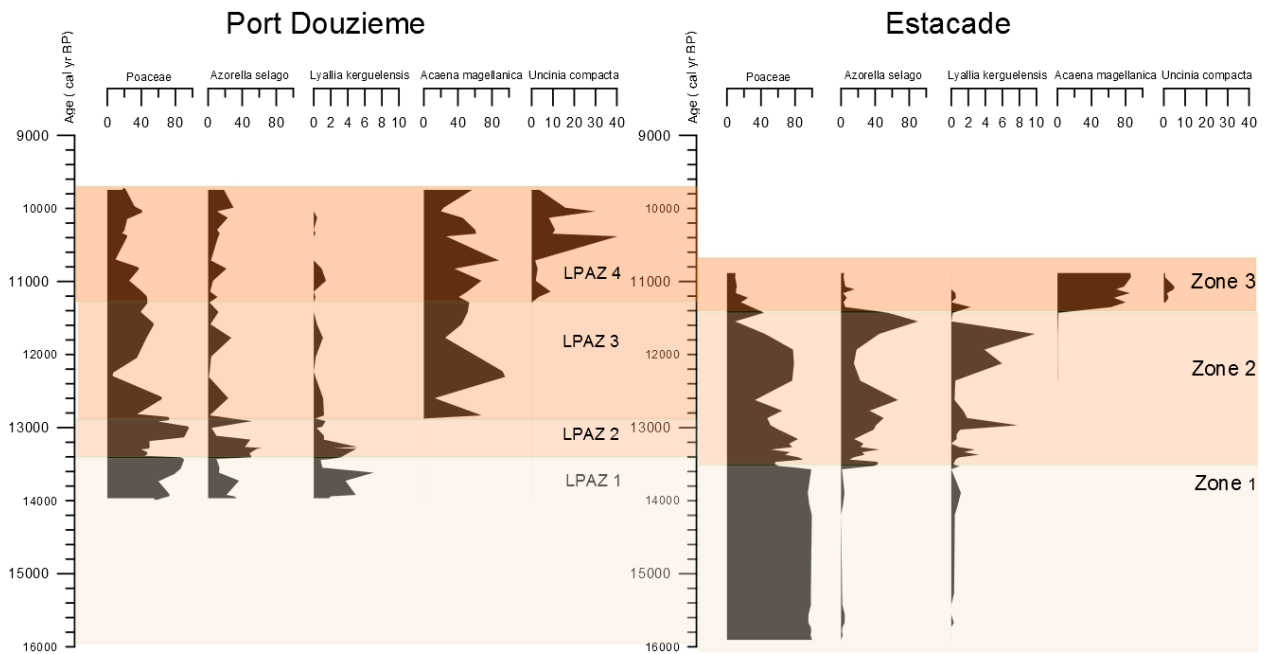 Port Douzieme
Estacade
Age ( cal yr BP)
Poaceae
Azorella selago
Lyallia kerguelensis
Acaena magellanica
Uncinia compacta
0 40 80
0 40 80
0 2 4 6 8 10
0 40 80
0 10 20 30 40
9000
10000
11000
12000
13000
14000
15000
16000
LPAZ 4
LPAZ 3
LPAZ 2
LPAZ 1
Age ( cal yr BP)
Poaceae
Azorella selago
Lyallia kerguelensis
Acaena magellanica
Uncinia compacta
0 40 80
0 40 80
0 2 4 6 8 10
0 40 80
0 10 20 30 40
9000
10000
11000
12000
13000
14000
15000
16000
Zone 3
Zone 2
Zone 1